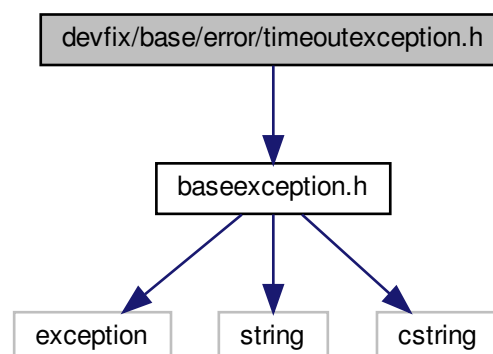 devfix/base/error/timeoutexception.h
baseexception.h
exception
string
cstring